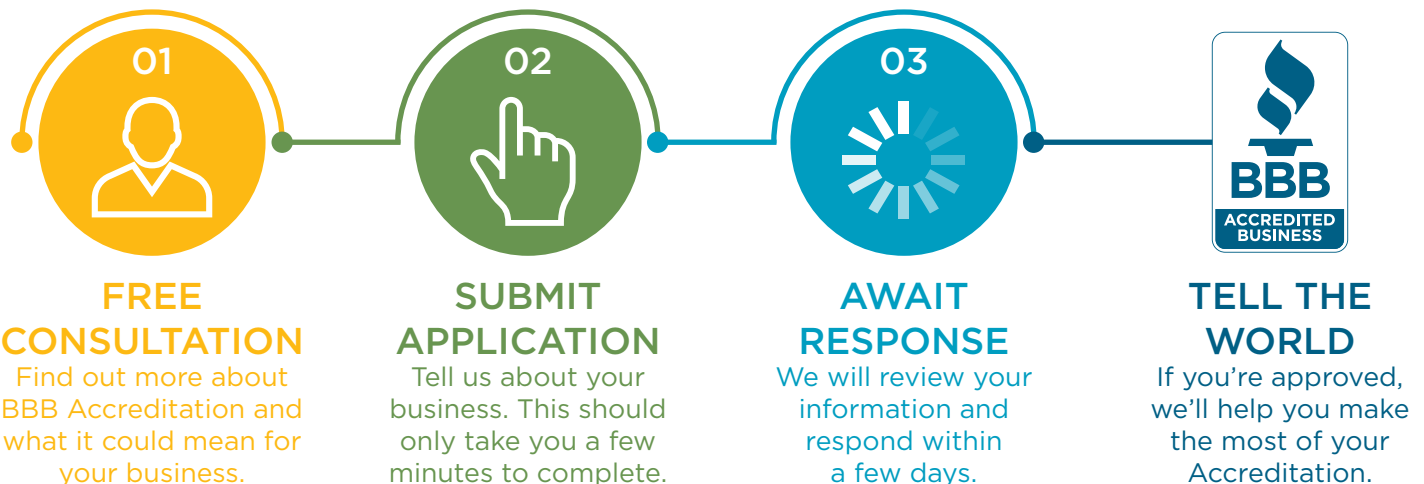 01
FREE
CONSULTATION
Find out more about
BBB Accreditation and
what it could mean for
your business.
02
SUBMIT
APPLICATION
Tell us about your
business. This should
only take you a few
minutes to complete.
03
AWAIT
RESPONSE
We will review your
information and
respond within
a few days.
BBB
ACCREDITED
BUSINESS
TELL THE
WORLD
If you're approved,
we'll help you make
the most of your
Accreditation.